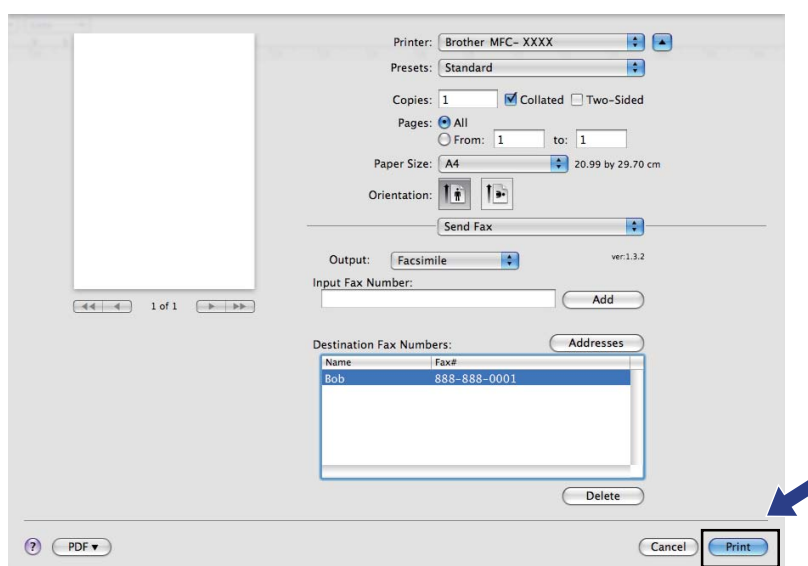 Printer: Brother MFC- XXXX
Presets: Standard
Copies: 1 Collated Two-Sided
Pages: All
From: 1 to: 1
Paper Size: A4 20.99 by 29.70 cm
Orientation:
Send Fax
Output: Facsimile ver:1.3.2
Input Fax Number:
Add
1 of 1
Destination Fax Numbers: Addresses
Name Fax#
Bob 888-888-0001
Delete
? PDF Cancel Print